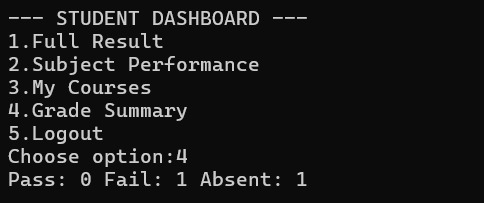 --- STUDENT DASHBOARD ---
1.Full Result
2.Subject Performance
3.My Courses
4.Grade Summary
5.Logout
Choose option:4
Pass: 0 Fail: 1 Absent: 1